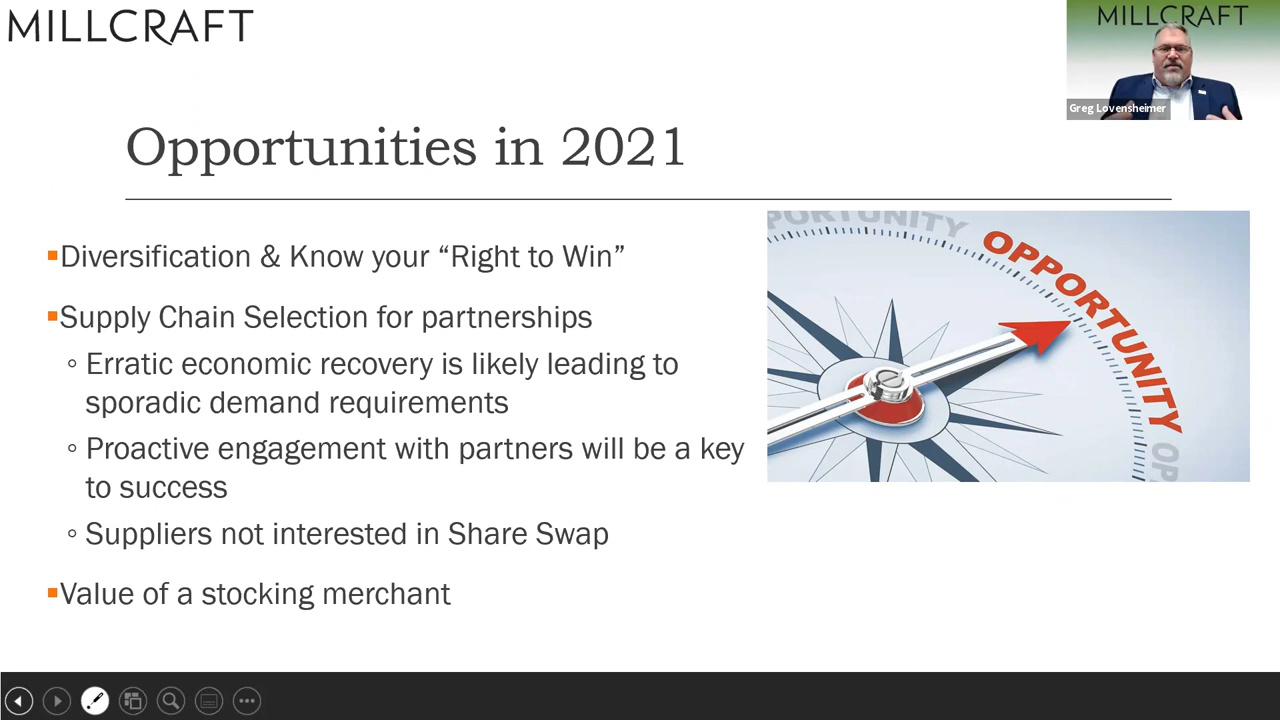 MILLCRAFT
MILLCRAFT
Greg Lovensheimer
Opportunities in 2021
▪Diversification & Know your “Right to Win”
▪Supply Chain Selection for partnerships
◦ Erratic economic recovery is likely leading to
sporadic demand requirements
◦ Proactive engagement with partners will be a key
to success
◦ Suppliers not interested in Share Swap
▪Value of a stocking merchant
PORTUNITY
OPPORTUNITY
OP